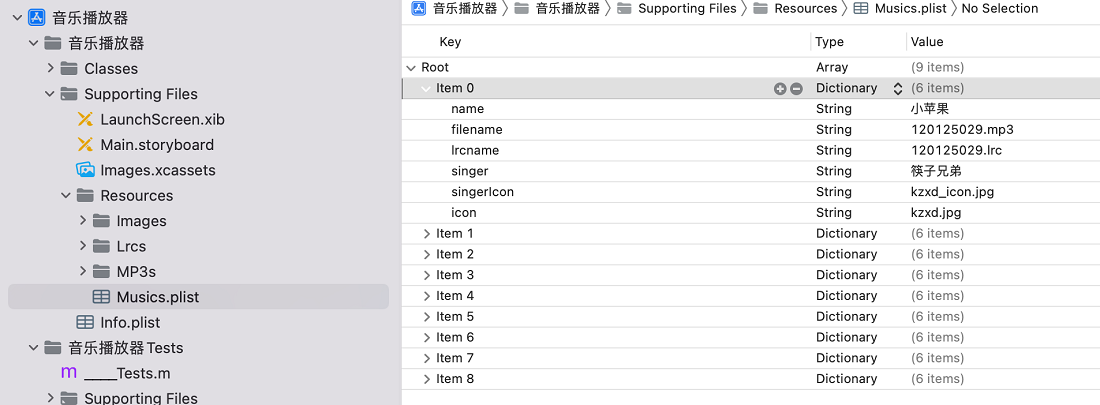 音乐播放器
音乐播放器
Classes
Supporting Files
LaunchScreen.xib
Main.storyboard
Images.xcassets
Resources
Images
Lrcs
MP3s
Musics.plist
Info.plist
音乐播放器Tests
m _____Tests.m
Supporting Files
音乐播放器 音乐播放器 Supporting Files Resources Musics.plist No Selection
Key Type Value
Root Array (9 items)
Item 0 Dictionary (6 items)
name String 小苹果
filename String 120125029.mp3
lrcname String 120125029.lrc
singer String 筷子兄弟
singerIcon String kzxd_icon.jpg
icon String kzxd.jpg
Item 1 Dictionary (6 items)
Item 2 Dictionary (6 items)
Item 3 Dictionary (6 items)
Item 4 Dictionary (6 items)
Item 5 Dictionary (6 items)
Item 6 Dictionary (6 items)
Item 7 Dictionary (6 items)
Item 8 Dictionary (6 items)